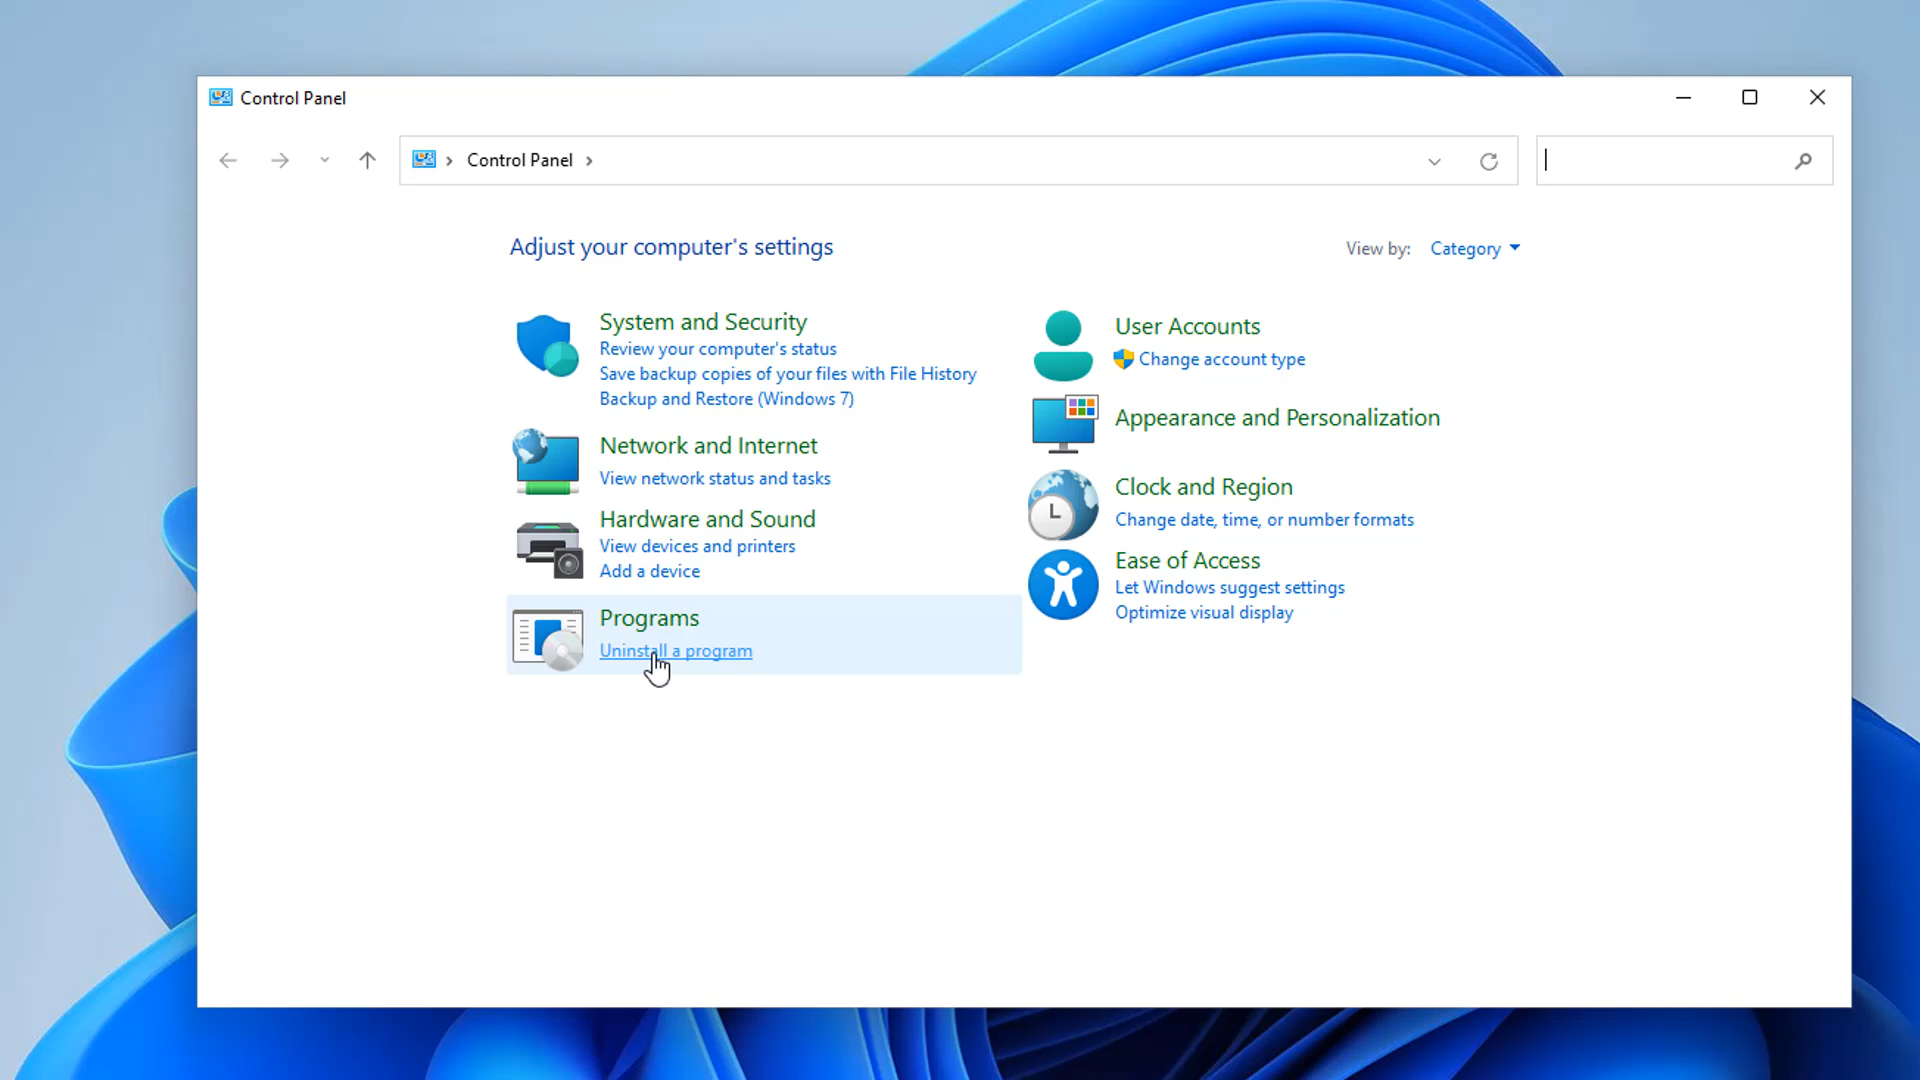 Control Panel
Control Panel
Adjust your computer's settings
View by: Category
System and Security
Review your computer's status
Save backup copies of your files with File History
Backup and Restore (Windows 7)
Network and Internet
View network status and tasks
Hardware and Sound
View devices and printers
Add a device
Programs
Uninstall a program
User Accounts
Change account type
Appearance and Personalization
Clock and Region
Change date, time, or number formats
Ease of Access
Let Windows suggest settings
Optimize visual display